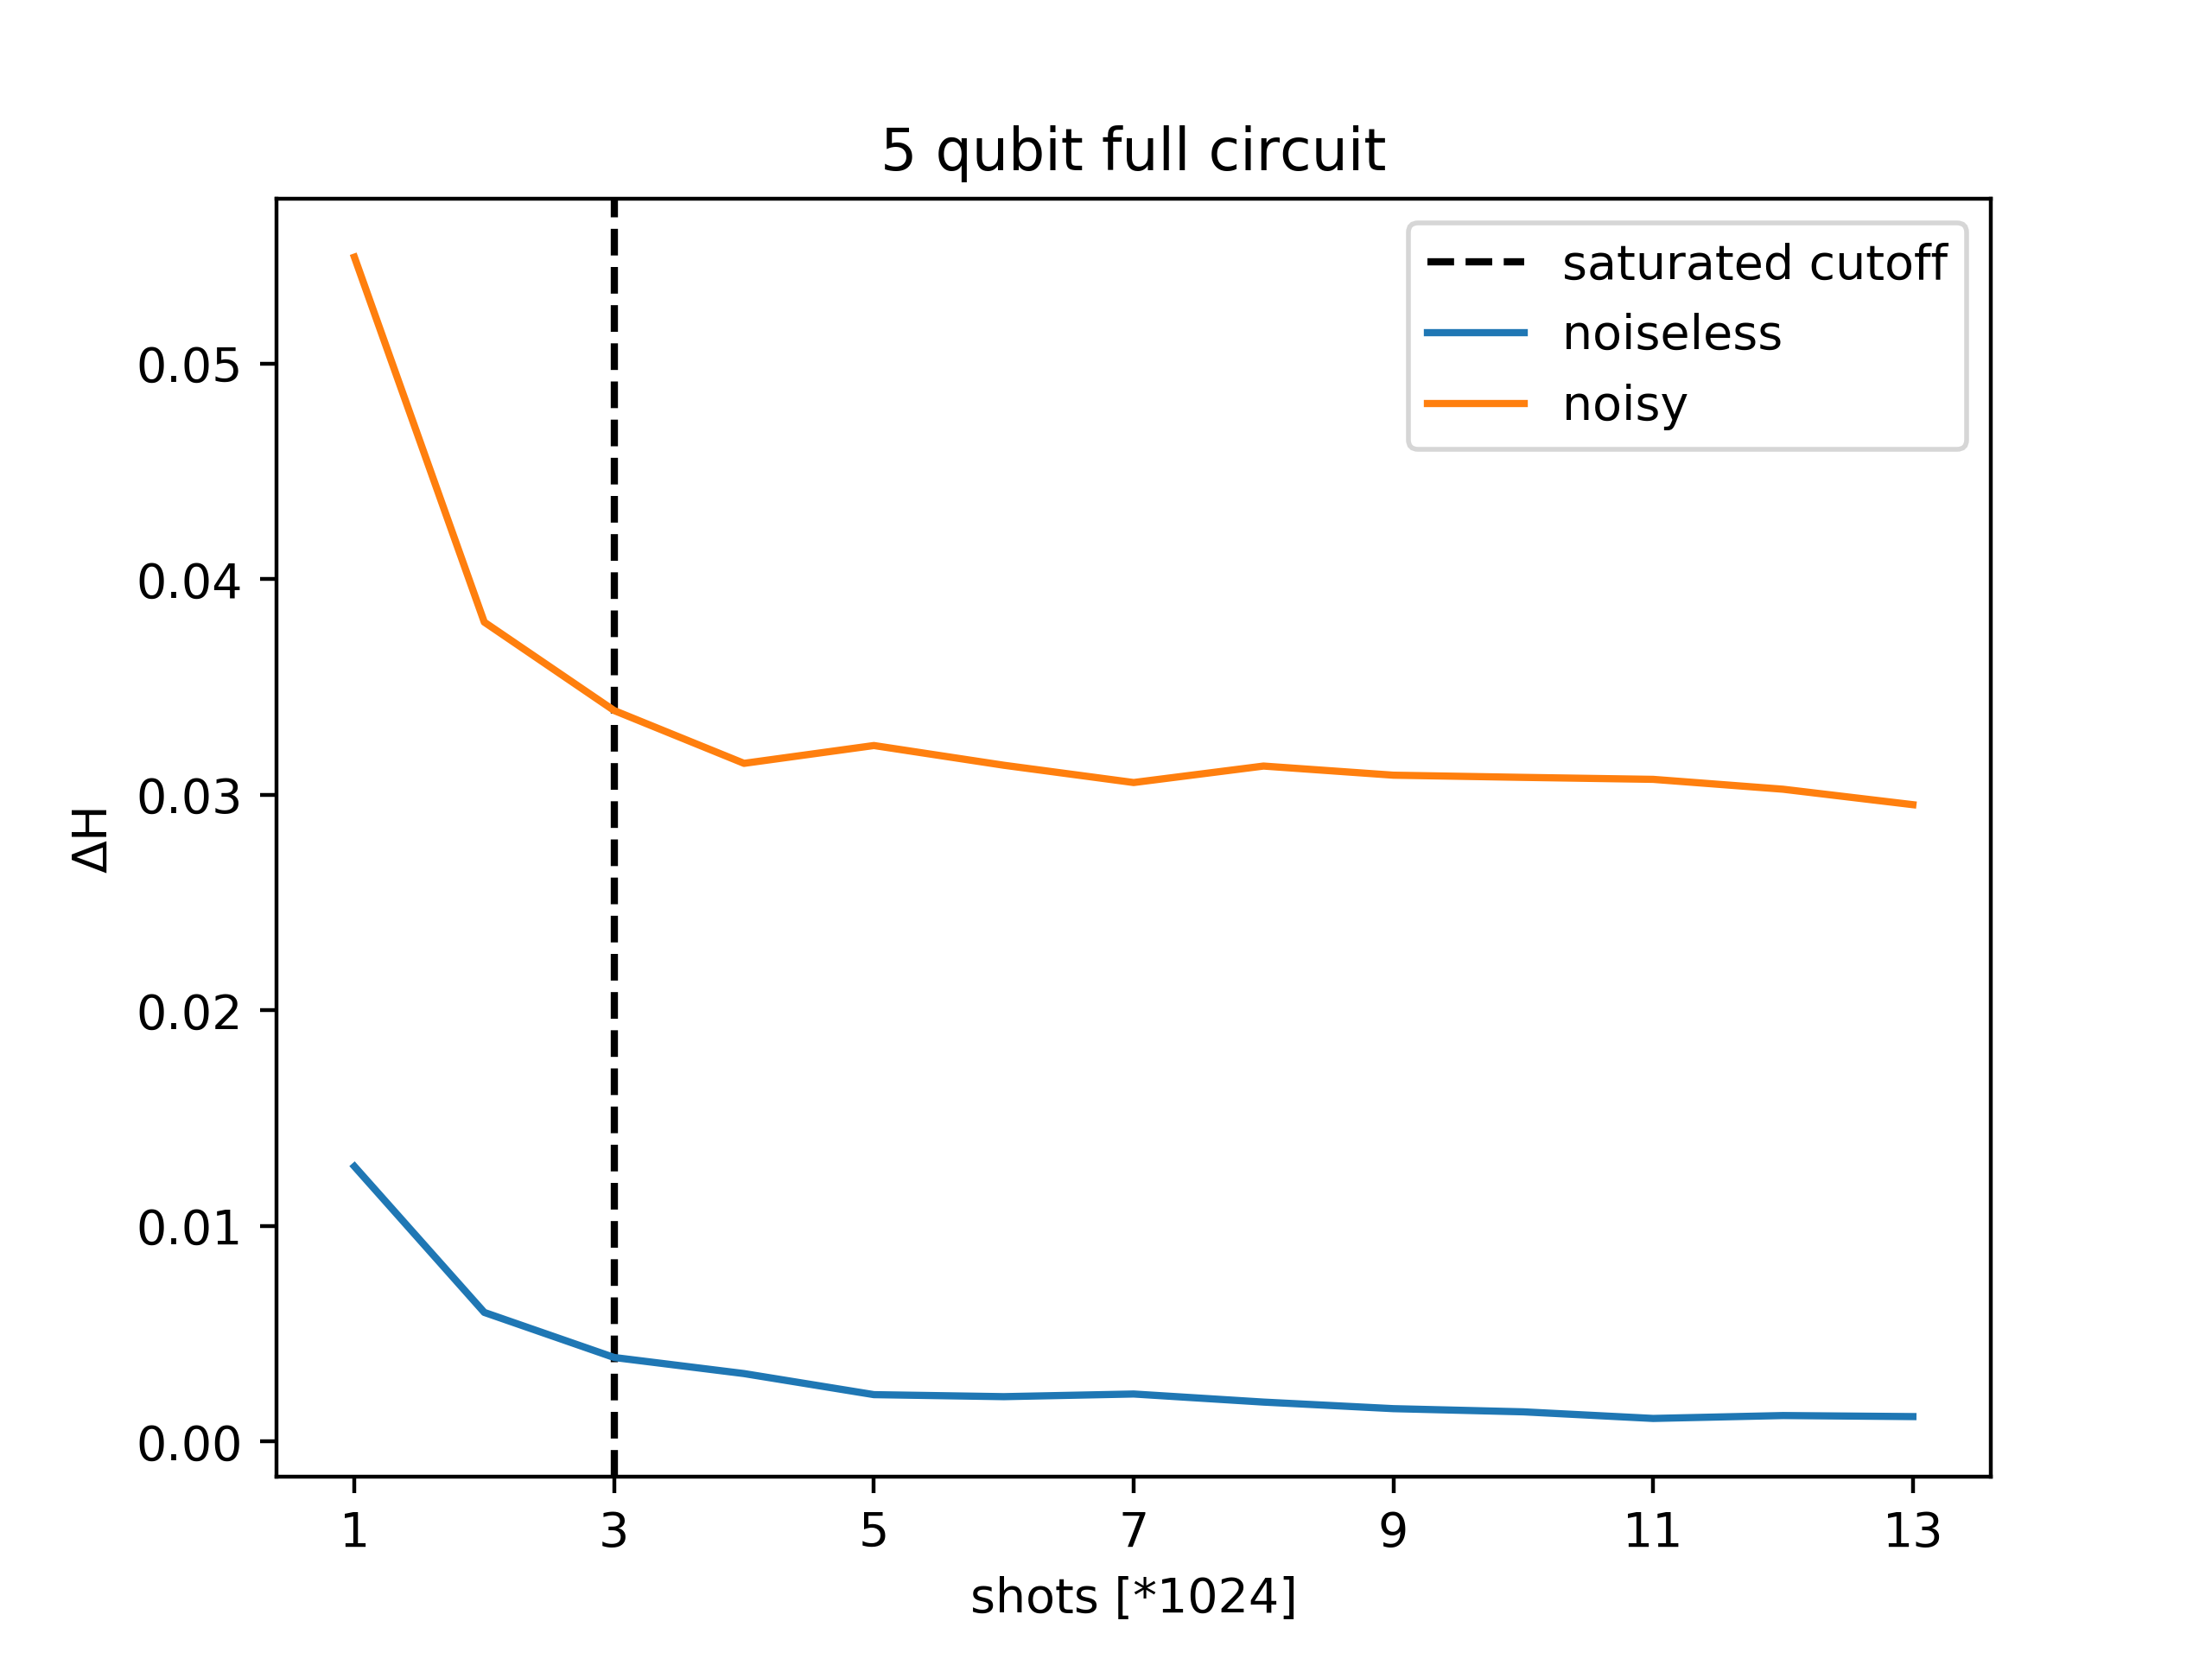 5 qubit full circuit
saturated cutoff
noiseless
noisy
0.05
0.04
0.03
0.02
0.01
0.00
ΔH
1 3 5 7 9 11 13
shots [*1024]